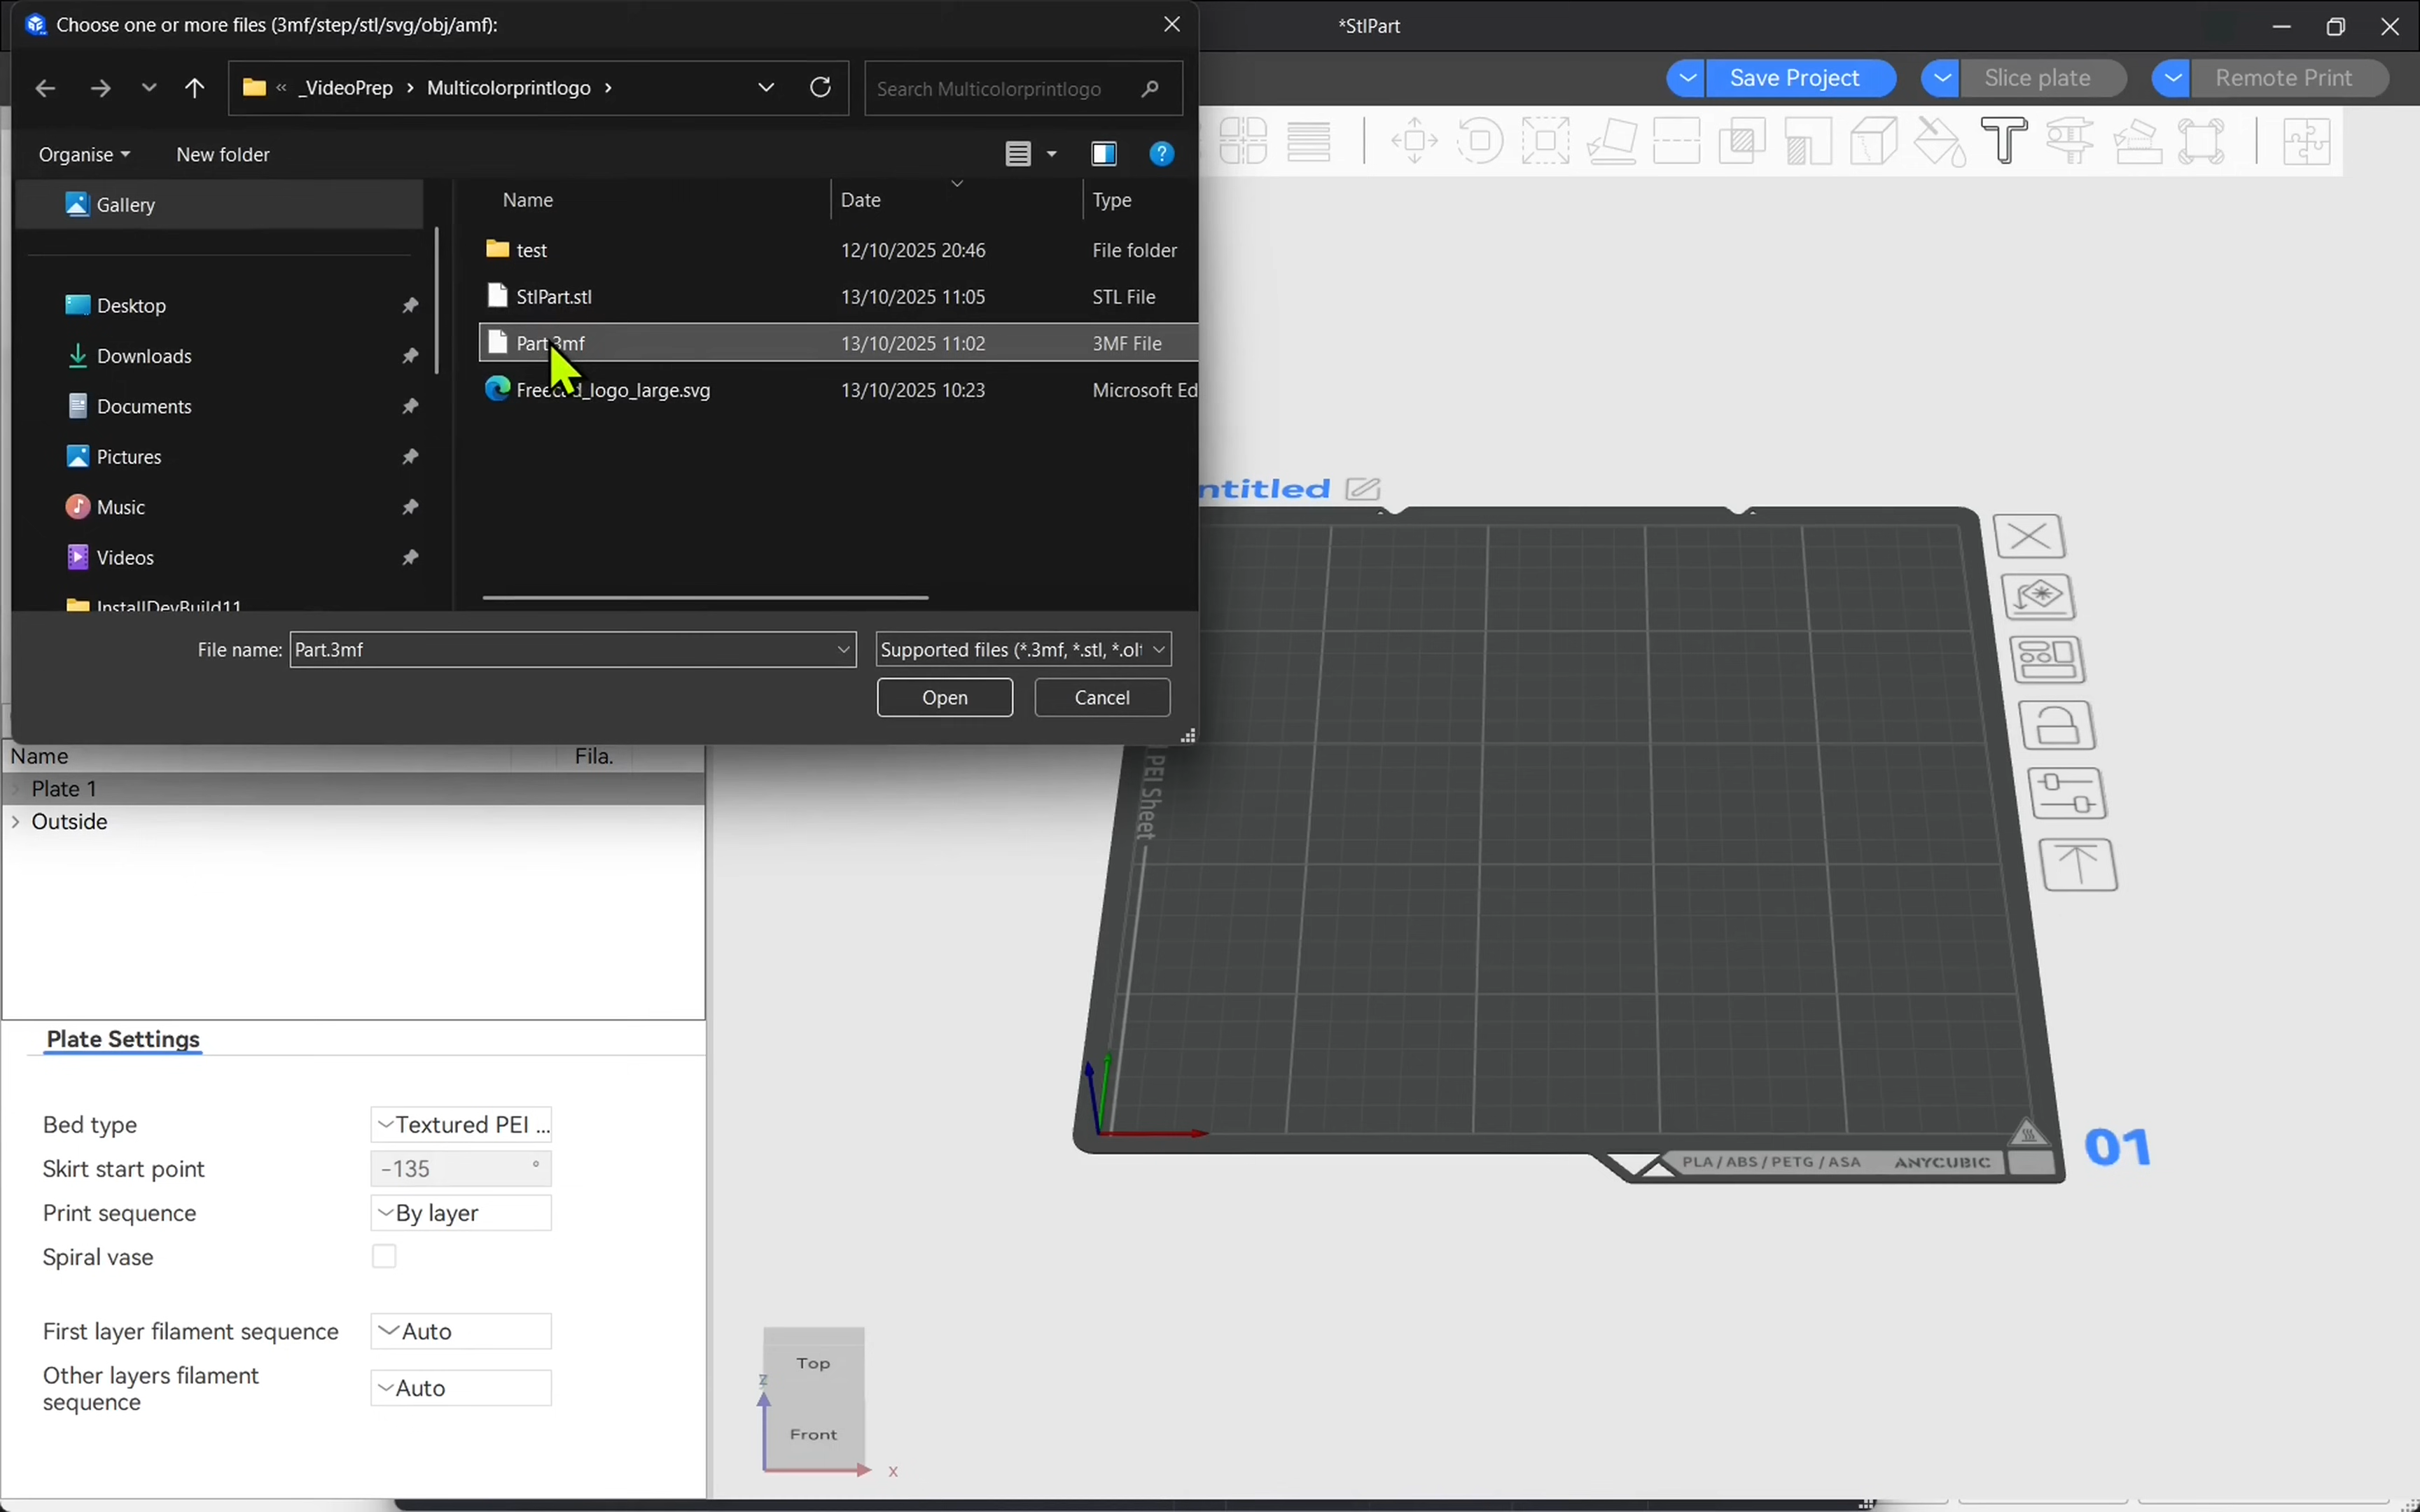 Choose one or more files (3mf/step/stl/svg/obj/amf):
*StlPart
« _VideoPrep › Multicolorprintlogo ›
Search Multicolorprintlogo
Save Project
Slice plate
Remote Print
Organise
New folder
Name
Date
Type
Gallery
test
12/10/2025 20:46
File folder
StlPart.stl
13/10/2025 11:05
STL File
Part.3mf
13/10/2025 11:02
3MF File
13/10/2025 10:23
Microsoft Ed
Desktop
Downloads
Documents
Pictures
Music
Videos
InstallDevBuild11
ntitled
File name:
Part.3mf
Supported files (*.3mf, *.stl, *.olt
Open
Cancel
Name
Fila.
Plate 1
Outside
PEI Sheet
Plate Settings
Bed type
Textured PEI ...
Skirt start point
-135 °
Print sequence
By layer
Spiral vase
First layer filament sequence
Auto
Other layers filament
sequence
Auto
PLA / ABS / PETG / ASA
ANYCUBIC
01
Top
Front
z
x